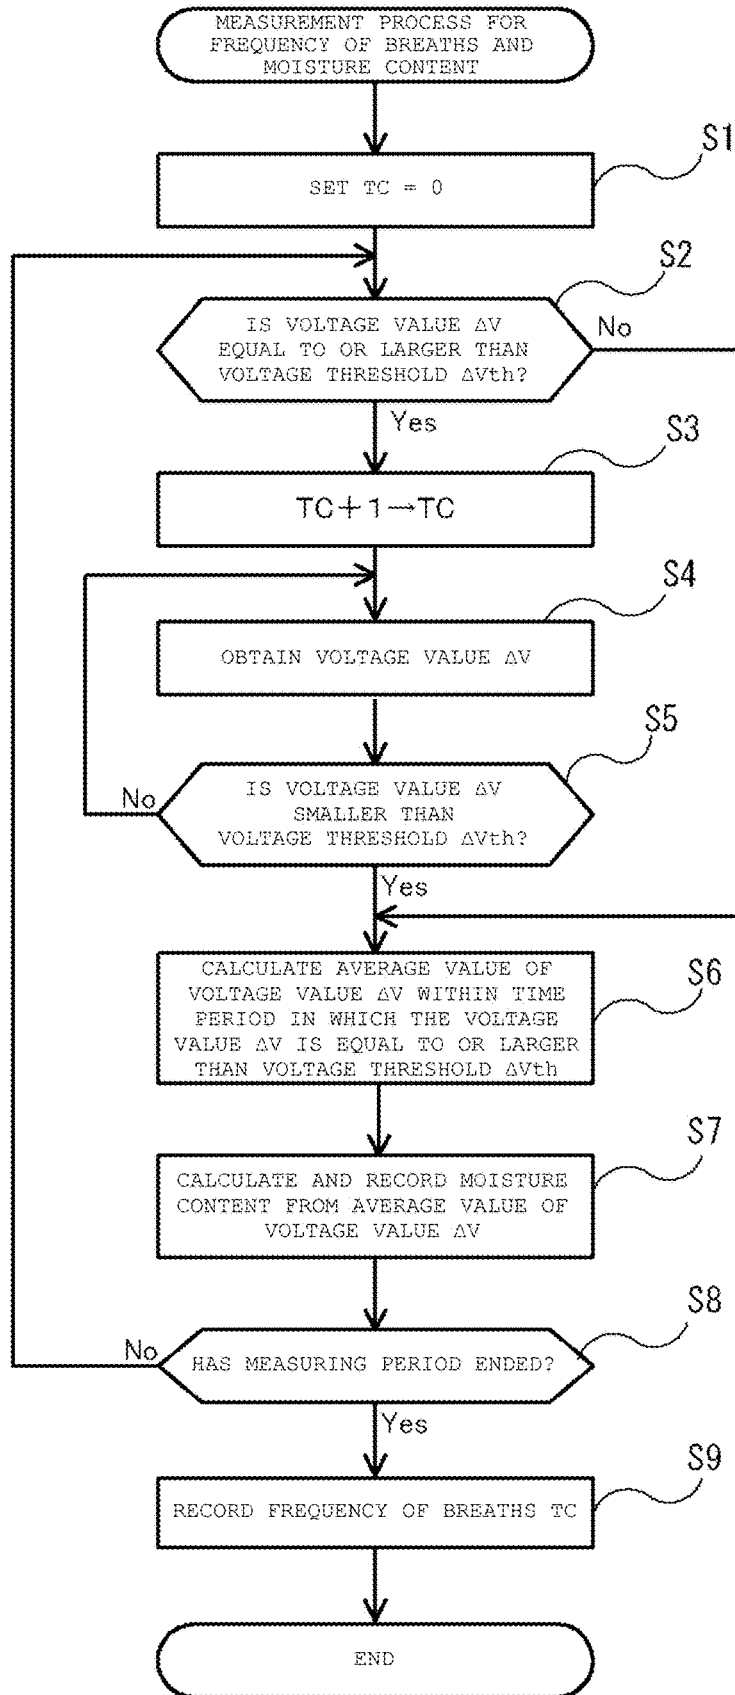 MEASUREMENT PROCESS FOR
FREQUENCY OF BREATHS AND
MOISTURE CONTENT
S1
SET TC = 0
S2
IS VOLTAGE VALUE ΔV
EQUAL TO OR LARGER THAN
VOLTAGE THRESHOLD ΔVth?
No
Yes
S3
TC+1→TC
S4
OBTAIN VOLTAGE VALUE ΔV
S5
IS VOLTAGE VALUE ΔV
SMALLER THAN
VOLTAGE THRESHOLD ΔVth?
No
Yes
S6
CALCULATE AVERAGE VALUE OF
VOLTAGE VALUE ΔV WITHIN TIME
PERIOD IN WHICH THE VOLTAGE
VALUE ΔV IS EQUAL TO OR LARGER
THAN VOLTAGE THRESHOLD ΔVth
S7
CALCULATE AND RECORD MOISTURE
CONTENT FROM AVERAGE VALUE OF
VOLTAGE VALUE ΔV
S8
No
HAS MEASURING PERIOD ENDED?
Yes
S9
RECORD FREQUENCY OF BREATHS TC
END